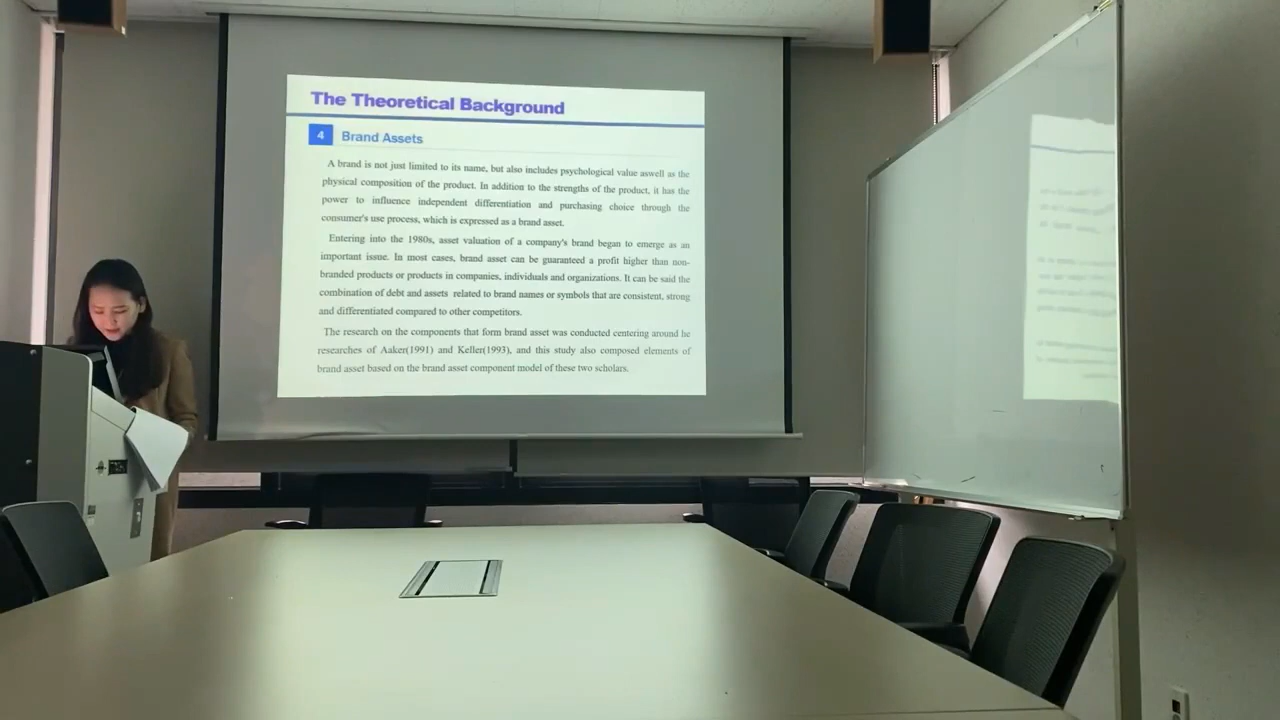 The Theoretical Background
4 Brand Assets
A brand is not just limited to its name, but also includes psychological value aswell as the
physical composition of the product. In addition to the strengths of the product, it has the
power to influence independent differentiation and purchasing choice through the
consumer's use process, which is expressed as a brand asset.
Entering into the 1980s, asset valuation of a company's brand began to emerge as an
important issue. In most cases, brand asset can be guaranteed a profit higher than non-
branded products or products in companies, individuals and organizations. It can be said the
combination of debt and assets related to brand names or symbols that are consistent, strong
and differentiated compared to other competitors.
The research on the components that form brand asset was conducted centering around he
researches of Aaker(1991) and Keller(1993), and this study also composed elements of
brand asset based on the brand asset component model of these two scholars.